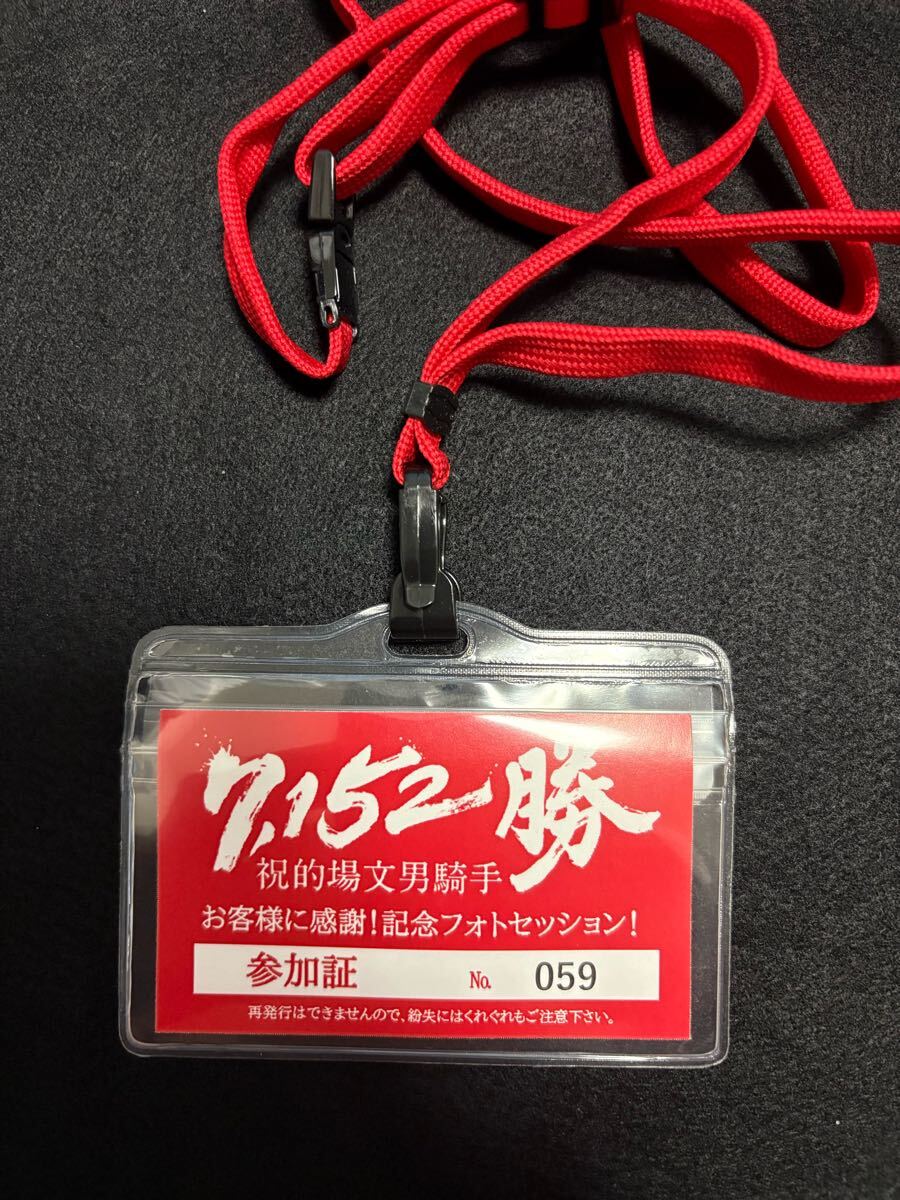 7,152勝
祝的場文男騎手
お客様に感謝!記念フォトセッション!
参加証 No. 059
再発行はできませんので、紛失にはくれぐれもご注意下さい。